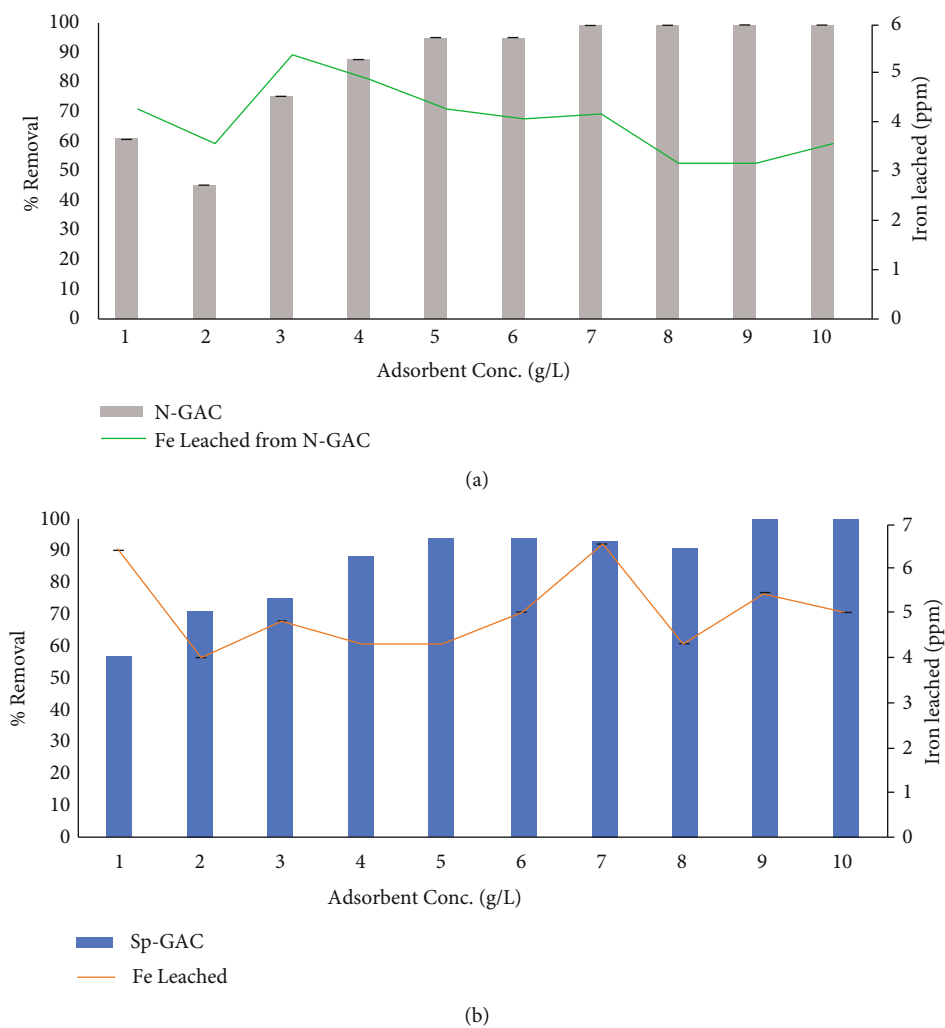 100
90
80
70
60
50
40
30
20
10
0
% Removal
6
5
4
3
2
1
0
Iron leached (ppm)
1 2 3 4 5 6 7 8 9 10
Adsorbent Conc. (g/L)
N-GAC
Fe Leached from N-GAC
(a)
100
90
80
70
60
50
40
30
20
10
0
% Removal
7
6
5
4
3
2
1
0
Iron leached (ppm)
1 2 3 4 5 6 7 8 9 10
Adsorbent Conc. (g/L)
Sp-GAC
Fe Leached
(b)